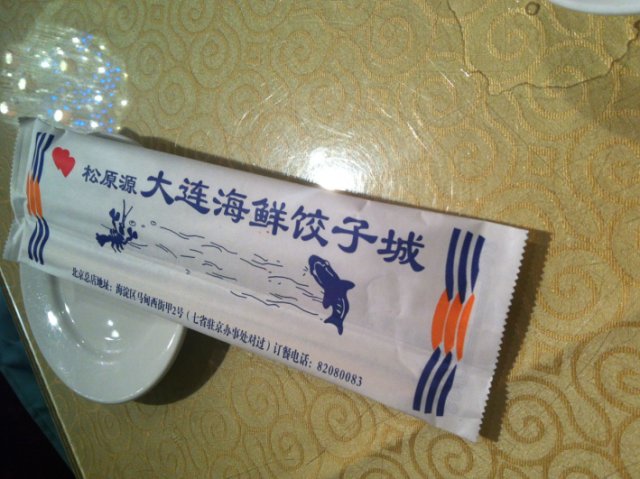 松原源 大连海鲜饺子城
北京总店地址：海淀区马甸西街甲2号（七省驻京办事处对过）订餐电话：82080083